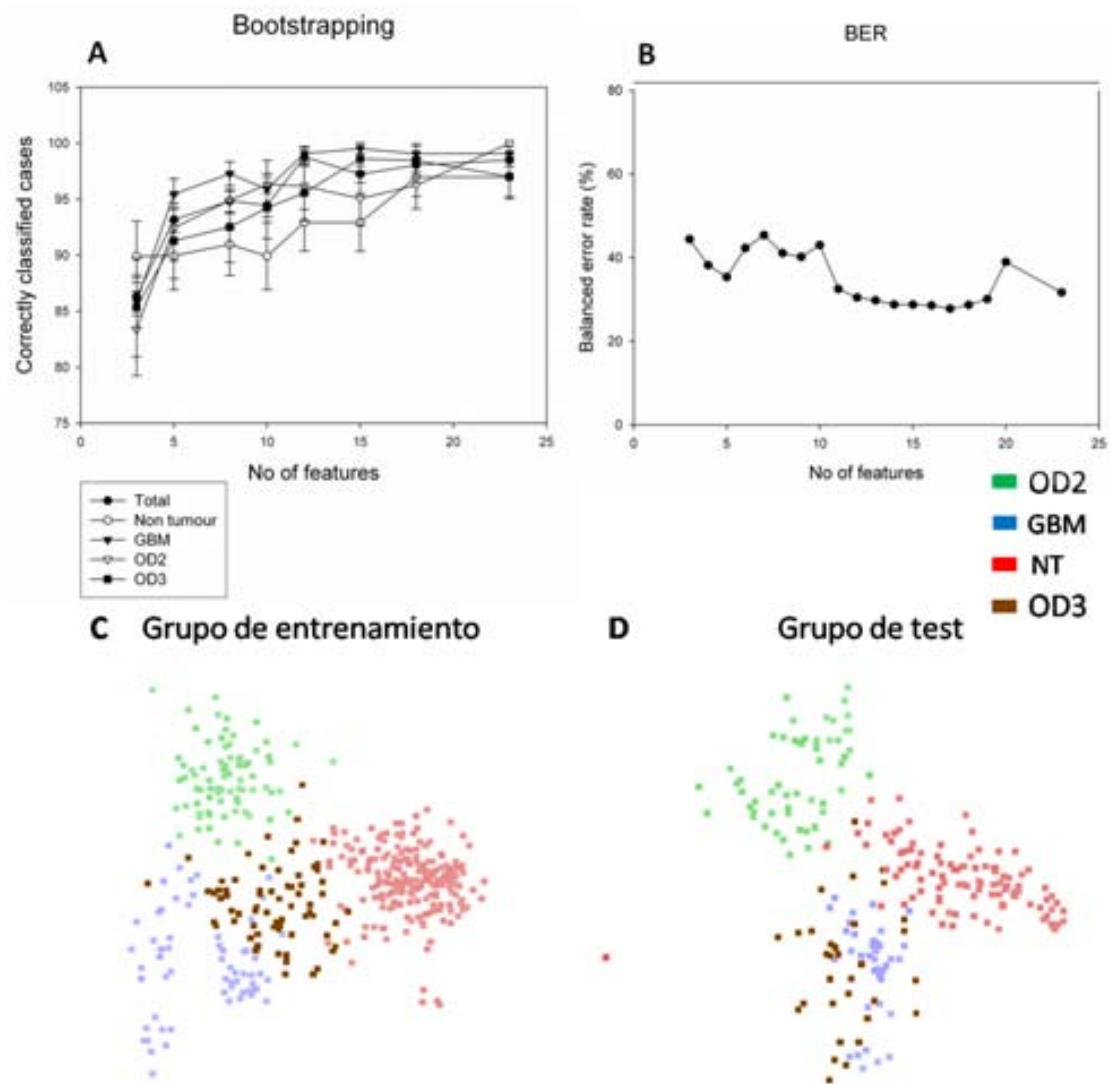 Bootstrapping
A
Correctly classified cases
105
100
95
90
85
80
75
0
5
10
15
20
25
No of features
Total
Non tumour
GBM
OD2
OD3
BER
B
Balanced error rate (%)
80
60
40
20
0
0
5
10
15
20
25
No of features
OD2
GBM
NT
OD3
C Grupo de entrenamiento
D Grupo de test